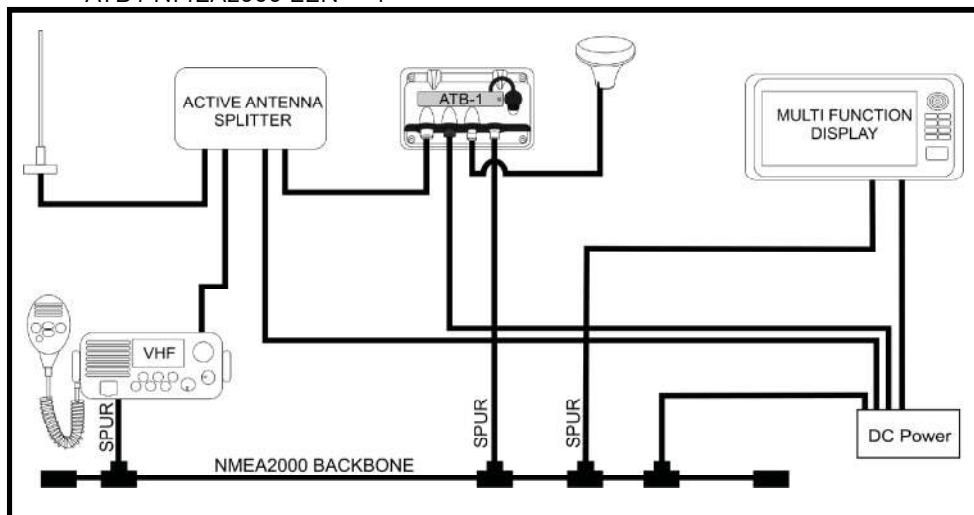 ACTIVE ANTENNA
SPLITTER
ATB-1
MULTI FUNCTION
DISPLAY
VHF
SPUR
SPUR
SPUR
DC Power
NMEA2000 BACKBONE